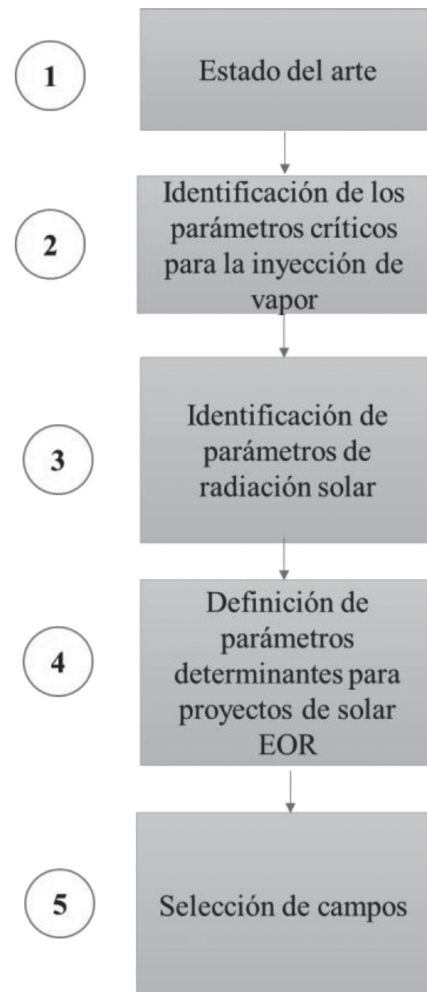 1
Estado del arte
2
Identificación de los
parámetros críticos
para la inyección de
vapor
3
Identificación de
parámetros de
radiación solar
4
Definición de
parámetros
determinantes para
proyectos de solar
EOR
5
Selección de campos